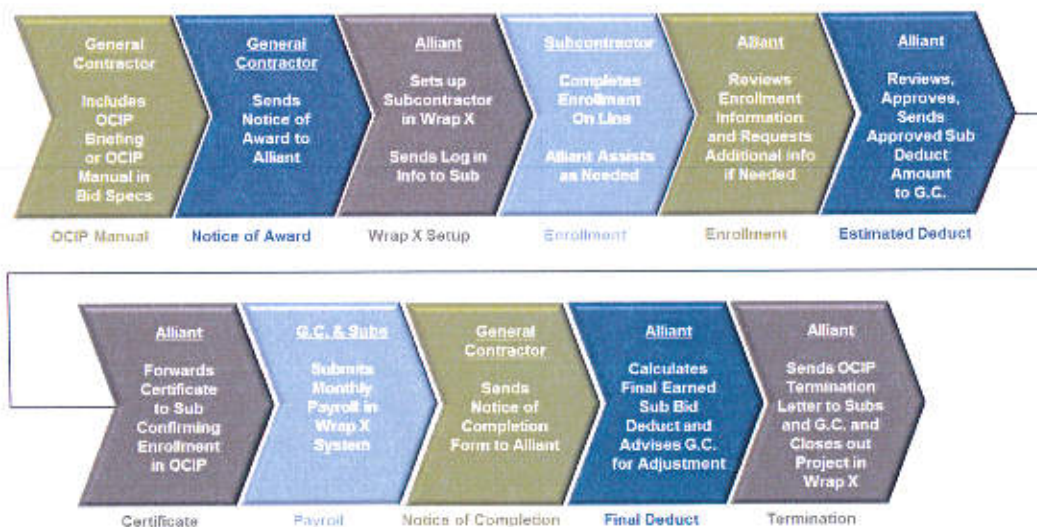 General
Contractor
Includes
OCIP
Briefing
or OCIP
Manual in
Bid Specs
OCIP Manual
General
Contractor
Sends
Notice of
Award to
Alliant
Notice of Award
Alliant
Sets up
Subcontractor
in Wrap X
Sends Log in
Info to Sub
Wrap X Setup
Subcontractor
Completes
Enrollment
On Line
Alliant Assists
as Needed
Enrollment
Alliant
Reviews
Enrollment
Information
and Requests
Additional info
if Needed
Enrollment
Alliant
Reviews,
Approves,
Sends
Approved Sub
Deduct
Amount
to G.C.
Estimated Deduct
Alliant
Forwards
Certificate
to Sub
Confirming
Enrollment
in OCIP
Certificate
G.C. & Subs
Submits
Monthly
Payroll in
Wrap X
System
Payroll
General
Contractor
Sends
Notice of
Completion
Form to Alliant
Notice of Completion
Alliant
Calculates
Final Earned
Sub Bid
Deduct and
Advises G.C.
for Adjustment
Final Deduct
Alliant
Sends OCIP
Termination
Letter to Subs
and G.C. and
Closes out
Project in
Wrap X
Termination